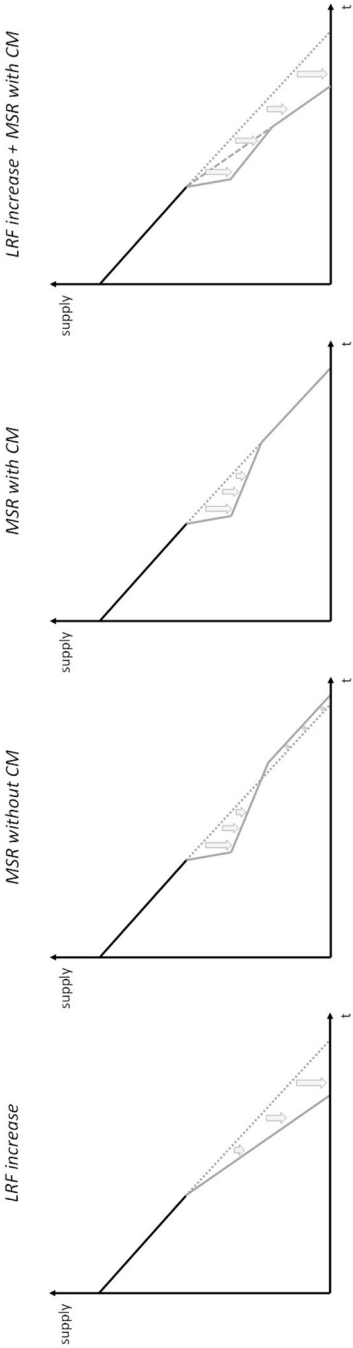 LRF increase
supply
t
MSR without CM
supply
t
MSR with CM
supply
t
LRF increase + MSR with CM
supply
t